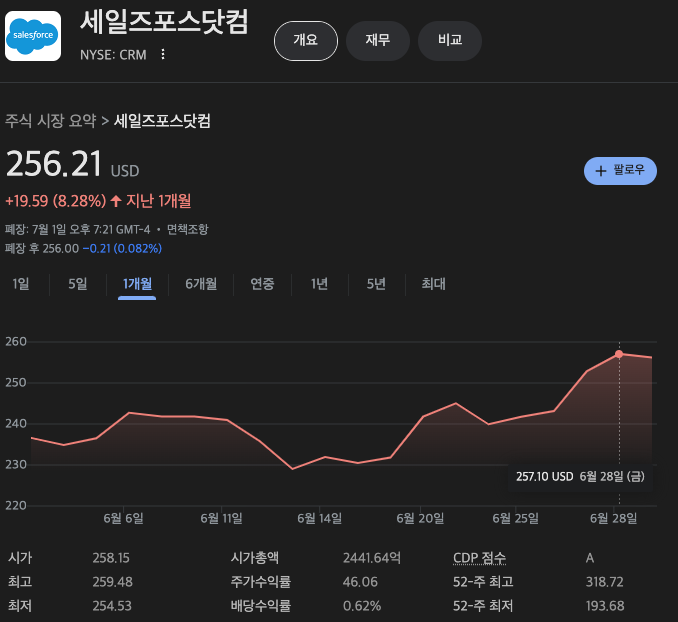 salesforce
세일즈포스닷컴
NYSE: CRM
개요 재무 비교
주식 시장 요약 > 세일즈포스닷컴
256.21 USD
+ 팔로우
+19.59 (8.28%) ↑ 지난 1개월
폐장: 7월 1일 오후 7:21 GMT-4 • 면책조항
폐장 후 256.00 −0.21 (0.082%)
1일 5일 1개월 6개월 연중 1년 5년 최대
260
250
240
230
220
257.10 USD 6월 28일 (금)
6월 6일 6월 11일 6월 14일 6월 20일 6월 25일 6월 28일
시가 258.15 시가총액 2441.64억 CDP 점수 A
최고 259.48 주가수익률 46.06 52-주 최고 318.72
최저 254.53 배당수익률 0.62% 52-주 최저 193.68